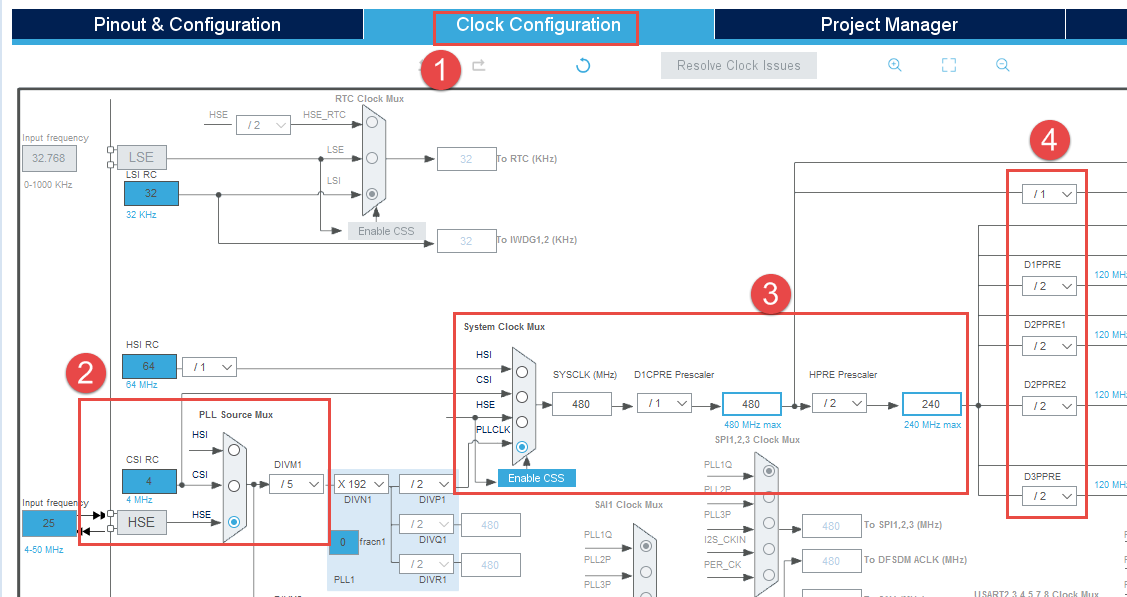 Pinout & Configuration
Clock Configuration
Project Manager
1
Resolve Clock Issues
RTC Clock Mux
HSE
/ 2
HSE_RTC
Input frequency
32.768
0-1000 KHz
LSE
LSE
32
To RTC (KHz)
LSI RC
32
32 KHz
LSI
Enable CSS
32
To IWDG1,2 (KHz)
4
/ 1
D1PPRE
/ 2
120 MH
D2PPRE1
/ 2
120 MH
D2PPRE2
/ 2
120 MH
D3PPRE
/ 2
120 MH
3
System Clock Mux
HSI
CSI
HSE
PLLCLK
SYSCLK (MHz)
480
D1CPRE Prescaler
/ 1
480
480 MHz max
HPRE Prescaler
/ 2
240
240 MHz max
Enable CSS
HSI RC
64
64 MHz
/ 1
2
PLL Source Mux
HSI
CSI RC
4
4 MHz
CSI
Input frequency
25
4-50 MHz
HSE
HSE
DIVM1
/ 5
X 192
DIVN1
/ 2
DIVP1
/ 2
DIVQ1
480
0
fracn1
/ 2
DIVR1
480
PLL1
SPI1,2,3 Clock Mux
PLL1Q
PLL2P
PLL3P
I2S_CKIN
PER_CK
480
To SPI1,2,3 (MHz)
480
To DFSDM ACLK (MHz)
SAI1 Clock Mux
PLL1Q
PLL2P
PLL3P
USART2,3,4,5,7,8 Clock Mux